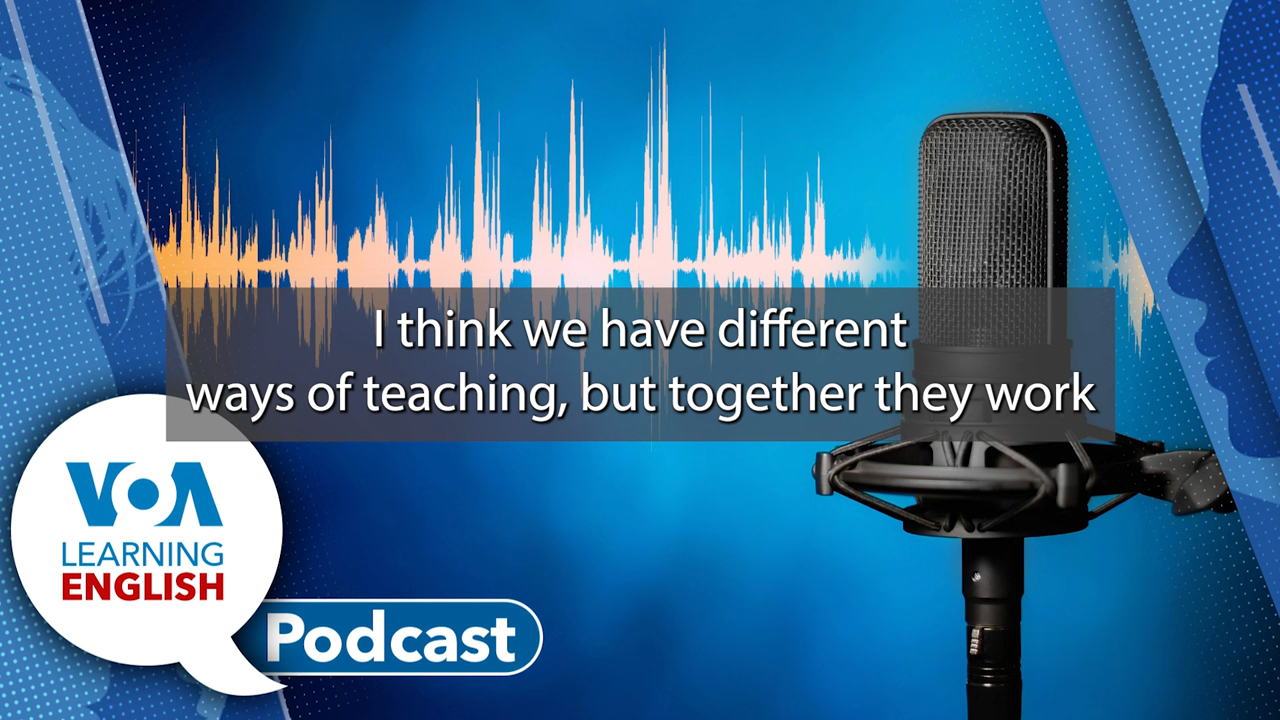 I think we have different
ways of teaching, but together they work
VOA
LEARNING
ENGLISH
Podcast